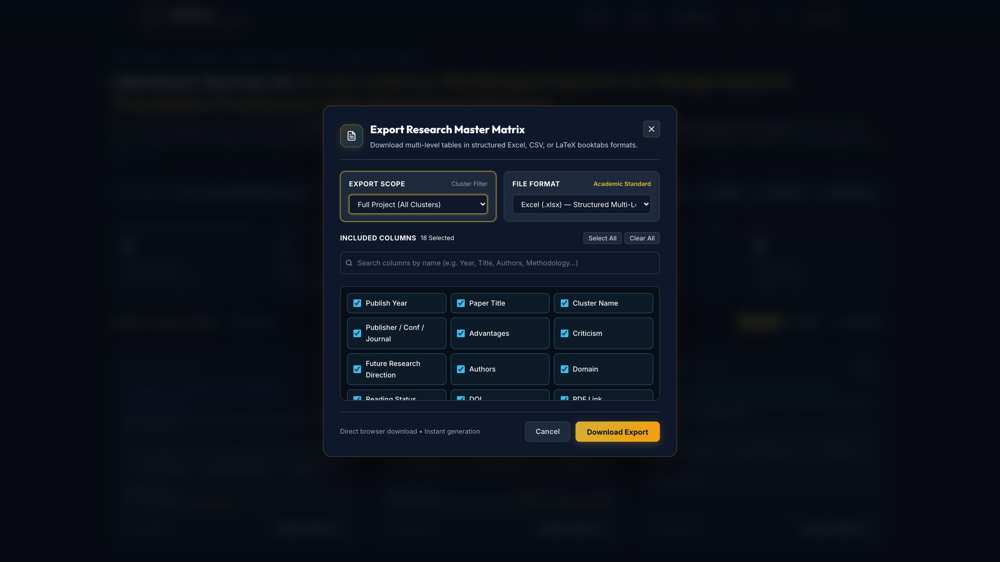 Export Research Master Matrix
Download multi-level tables in structured Excel, CSV, or LaTeX booktabs formats.
EXPORT SCOPE Cluster Filter
Full Project (All Clusters)
FILE FORMAT Academic Standard
Excel (.xlsx) — Structured Multi-Le
INCLUDED COLUMNS 18 Selected
Select All Clear All
Search columns by name (e.g. Year, Title, Authors, Methodology...)
Publish Year
Paper Title
Cluster Name
Publisher / Conf /
Journal
Advantages
Criticism
Future Research
Direction
Authors
Domain
Reading Status
DOI
PDF Link
Direct browser download • Instant generation
Cancel
Download Export